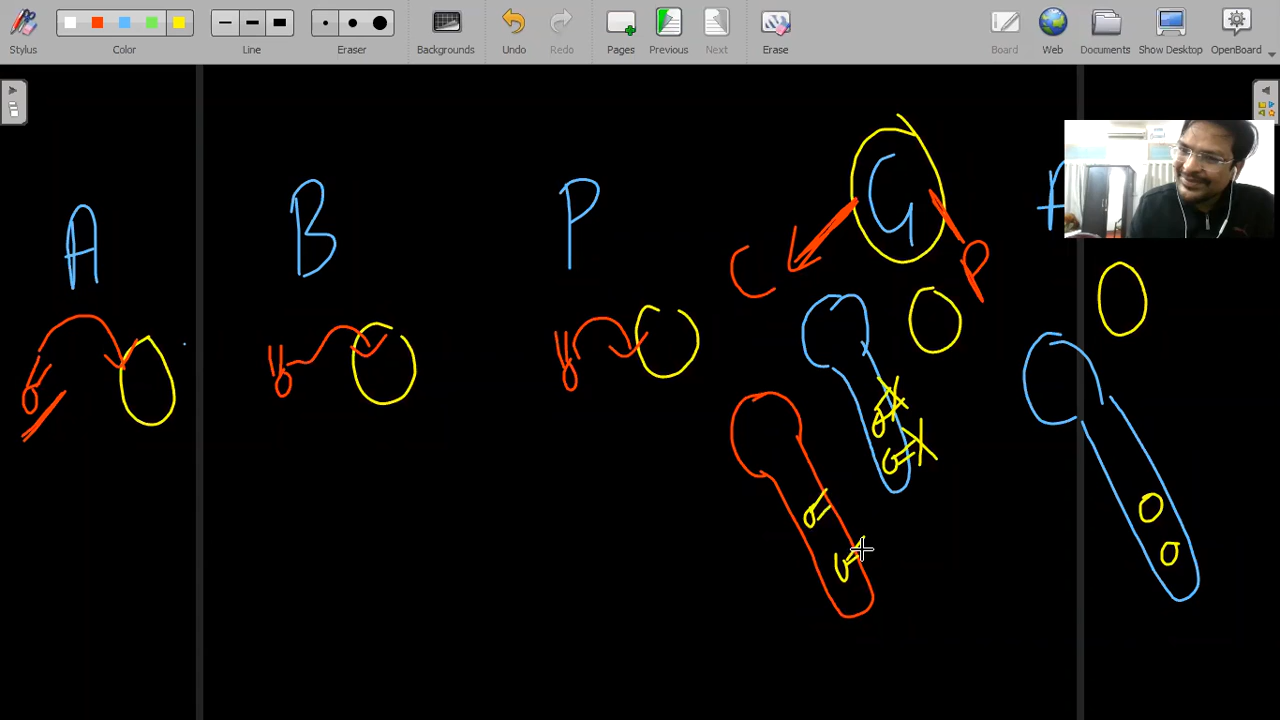 Stylus Color Line Eraser Backgrounds Undo Redo Pages Previous Next Erase Board Web Documents Show Desktop OpenBoard
A B P G
C P